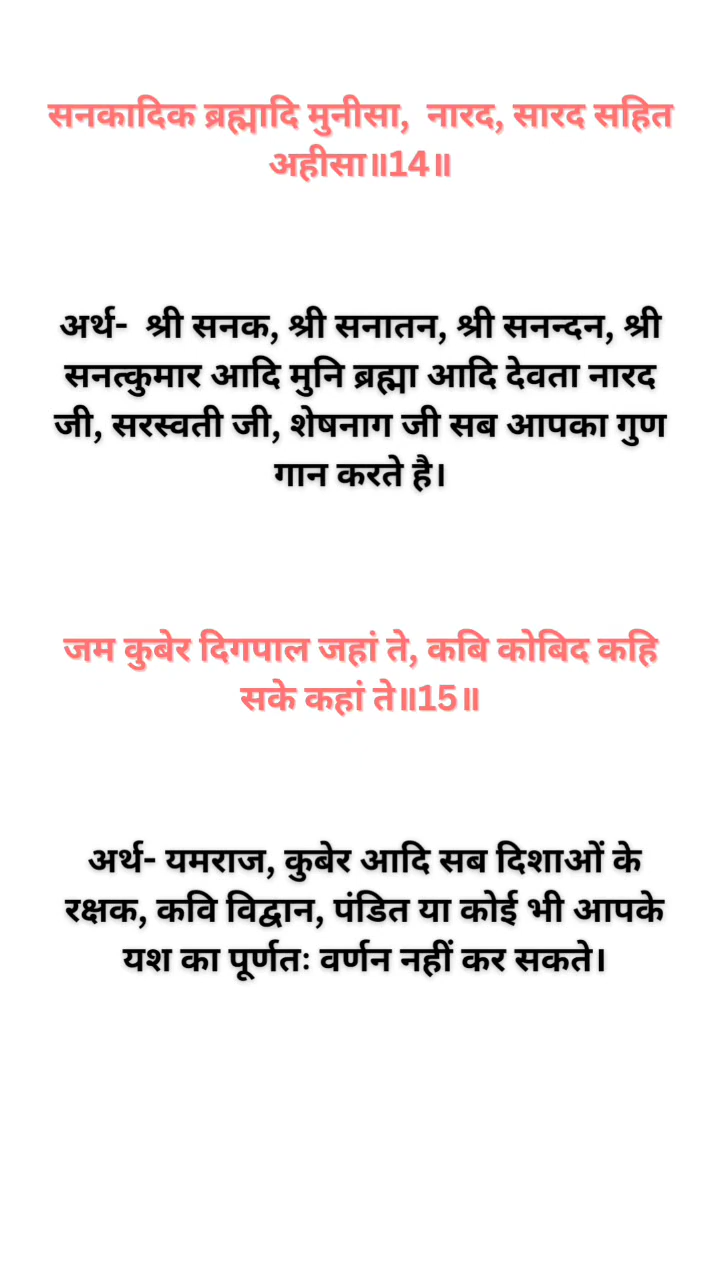 सनकादिक ब्रह्मादि मुनीसा,  नारद, सारद सहित
अहीसा॥14॥
अर्थ-  श्री सनक, श्री सनातन, श्री सनन्दन, श्री
सनत्कुमार आदि मुनि ब्रह्मा आदि देवता नारद
जी, सरस्वती जी, शेषनाग जी सब आपका गुण
गान करते है।
जम कुबेर दिगपाल जहां ते, कबि कोबिद कहि
सके कहां ते॥15॥
अर्थ- यमराज, कुबेर आदि सब दिशाओं के
रक्षक, कवि विद्वान, पंडित या कोई भी आपके
यश का पूर्णतः वर्णन नहीं कर सकते।